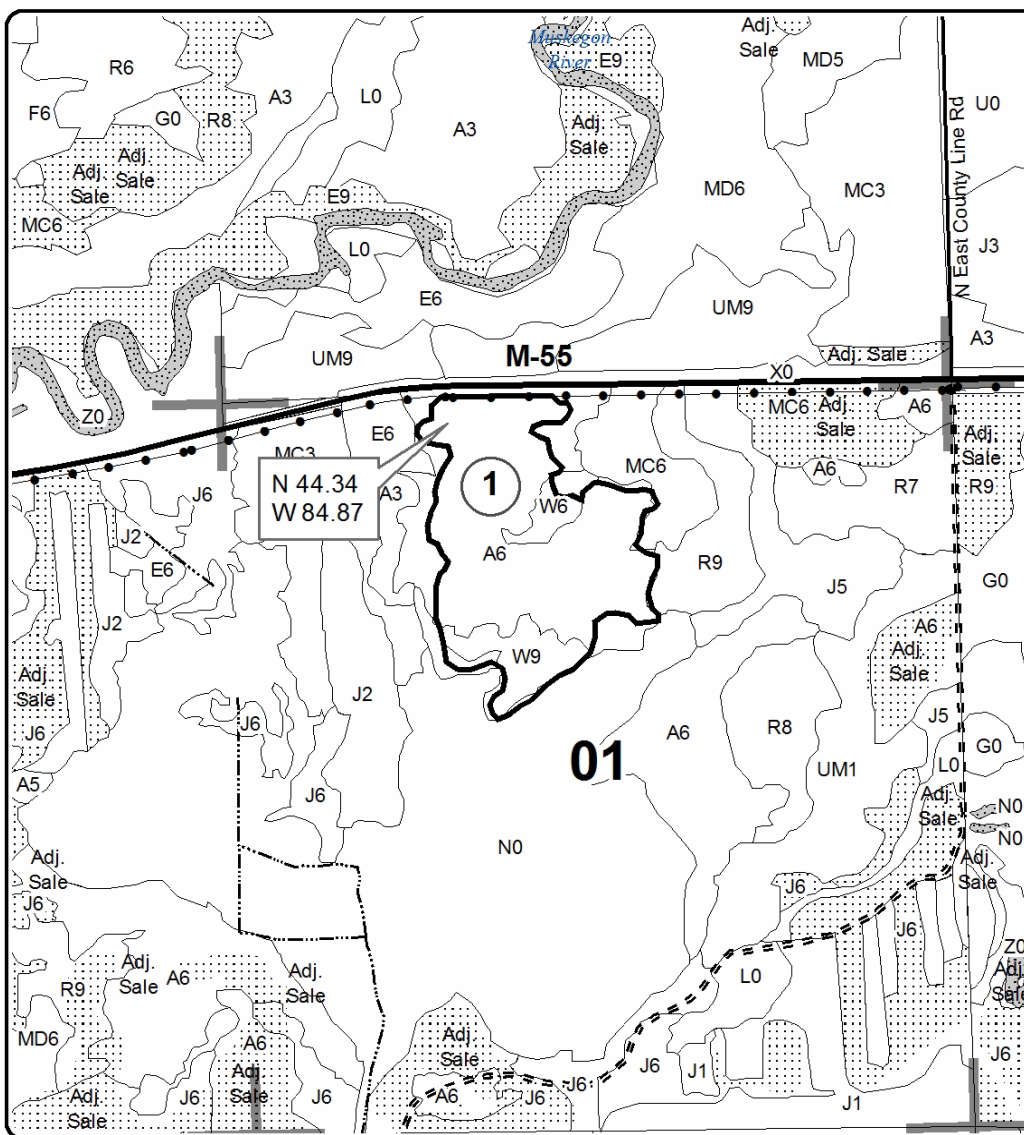 Muskegon
River
E9
Adj.
Sale
MD5
R6
F6
G0
R8
A3
L0
A3
Adj.
Sale
U0
N East County Line Rd
Adj.
Sale
Adj.
Sale
E9
MD6
MC3
MC6
L0
J3
E6
UM9
UM9
M-55
Adj. Sale
A3
X0
Z0
E6
MC6
Adj.
Sale
A6
MC3
N 44.34
W 84.87
A3
1
W6
MC6
A6
R7
Adj.
Sale
R9
J6
J2
E6
A6
R9
J5
G0
J2
W9
A6
Adj.
Sale
Adj.
Sale
J6
J6
J2
A6
R8
J5
G0
01
UM1
L0
A5
J6
Adj.
Sale
N0
N0
N0
Adj.
Sale
J6
Adj.
Sale
J6
J6
Z0
Adj.
Sale
A6
Adj.
Sale
R9
L0
Adj.
Sale
MD6
A6
Adj.
Sale
Adj.
Sale
J6
J6
J6
Adj.
Sale
A6
J6
J6
J6
J1
J1
J6